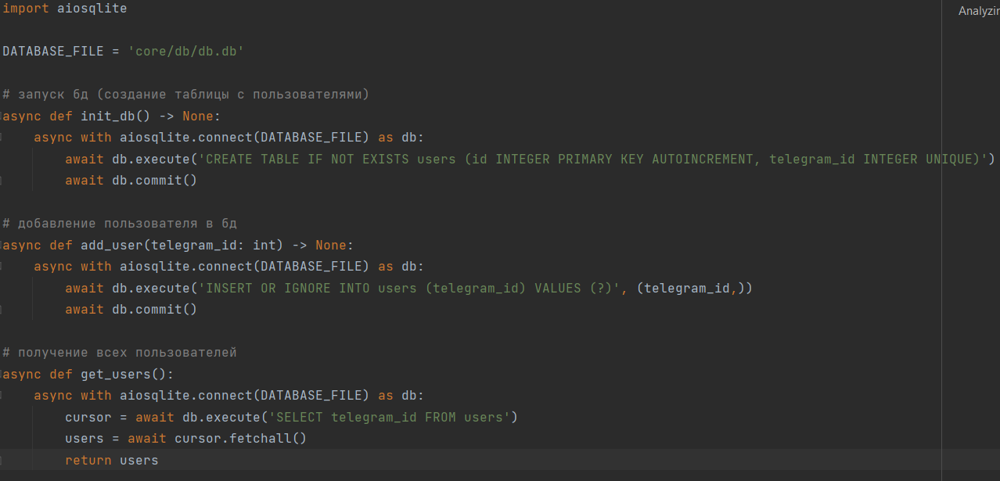 import aiosqlite
Analyzin
DATABASE_FILE = 'core/db/db.db'
# запуск бд (создание таблицы с пользователями)
async def init_db() -> None:
    async with aiosqlite.connect(DATABASE_FILE) as db:
        await db.execute('CREATE TABLE IF NOT EXISTS users (id INTEGER PRIMARY KEY AUTOINCREMENT, telegram_id INTEGER UNIQUE)')
        await db.commit()
# добавление пользователя в бд
async def add_user(telegram_id: int) -> None:
    async with aiosqlite.connect(DATABASE_FILE) as db:
        await db.execute('INSERT OR IGNORE INTO users (telegram_id) VALUES (?)', (telegram_id,))
        await db.commit()
# получение всех пользователей
async def get_users():
    async with aiosqlite.connect(DATABASE_FILE) as db:
        cursor = await db.execute('SELECT telegram_id FROM users')
        users = await cursor.fetchall()
        return users